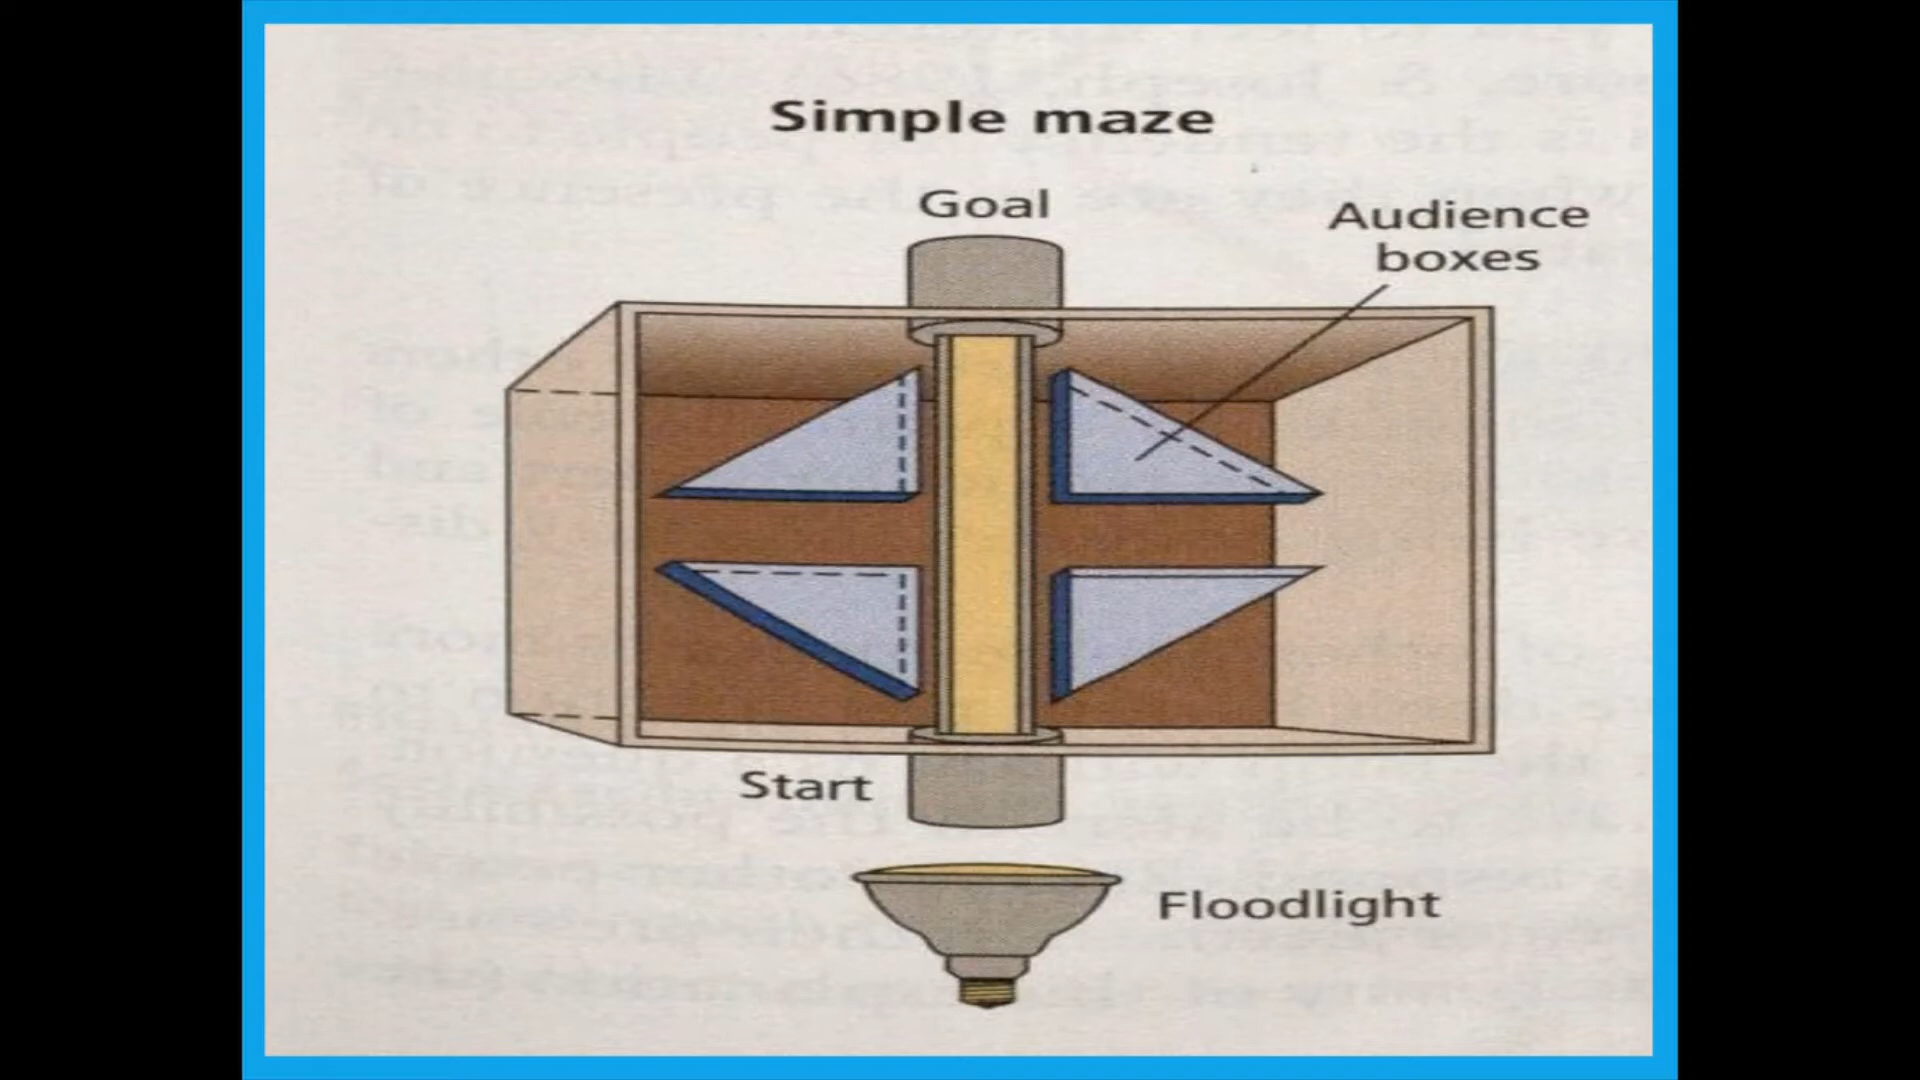 Simple maze
Goal
Audience
boxes
Start
Floodlight